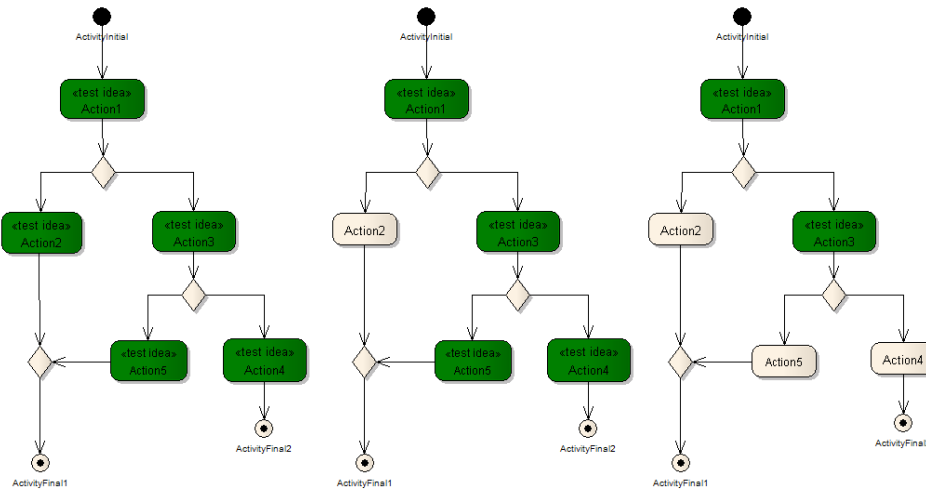 ActivityInitial
«test idea»
Action1
«test idea»
Action2
«test idea»
Action3
«test idea»
Action5
«test idea»
Action4
ActivityFinal2
ActivityFinal1
ActivityInitial
«test idea»
Action1
Action2
«test idea»
Action3
«test idea»
Action5
«test idea»
Action4
ActivityFinal2
ActivityFinal1
ActivityInitial
«test idea»
Action1
Action2
«test idea»
Action3
Action5
Action4
ActivityFinal
ActivityFinal1